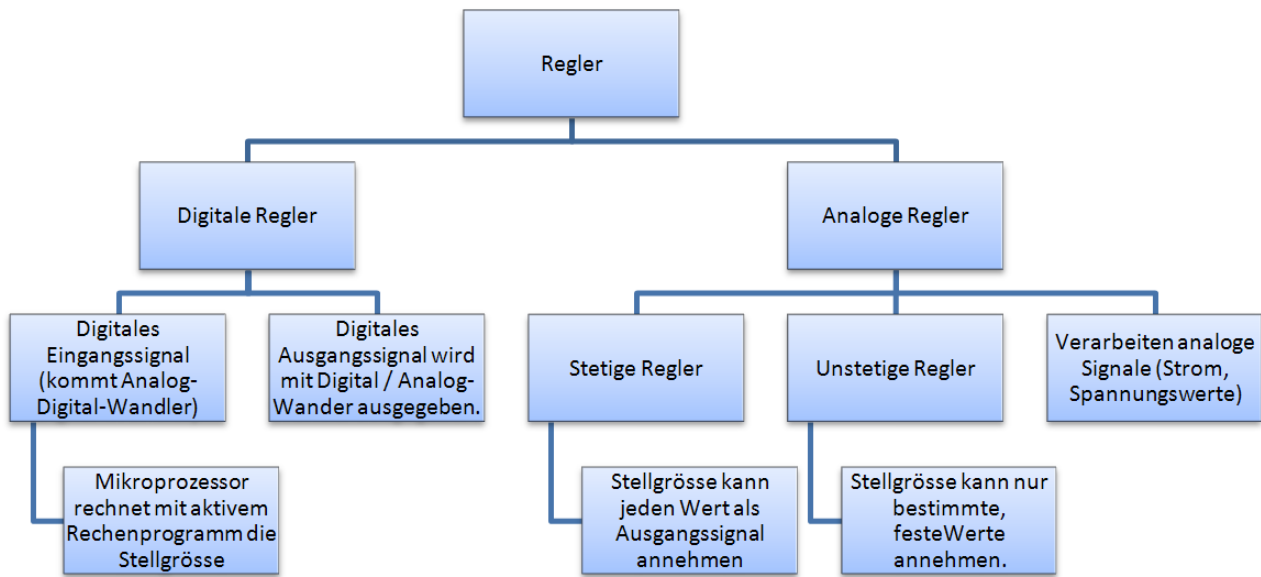 Regler
Digitale Regler
Analoge Regler
Digitales
Eingangssignal
(kommt Analog-
Digital-Wandler)
Digitales
Ausgangssignal wird
mit Digital / Analog-
Wander ausgegeben.
Stetige Regler
Unstetige Regler
Verarbeiten analoge
Signale (Strom,
Spannungswerte)
Mikroprozessor
rechnet mit aktivem
Rechenprogramm die
Stellgrösse
Stellgrösse kann
jeden Wert als
Ausgangssignal
annehmen
Stellgrösse kann nur
bestimmte,
festeWerte
annehmen.